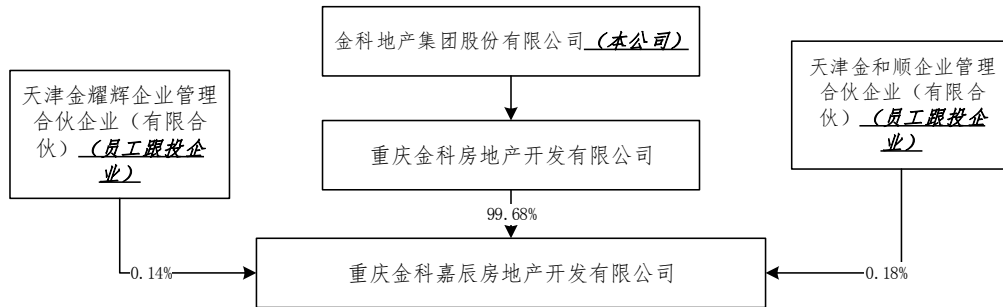 金科地产集团股份有限公司（本公司）
天津金耀辉企业管理
合伙企业（有限合
伙）（员工跟投企
业）
天津金和顺企业管理
合伙企业（有限合
伙）（员工跟投企
业）
重庆金科房地产开发有限公司
99.68%
重庆金科嘉辰房地产开发有限公司
0.14%
0.18%